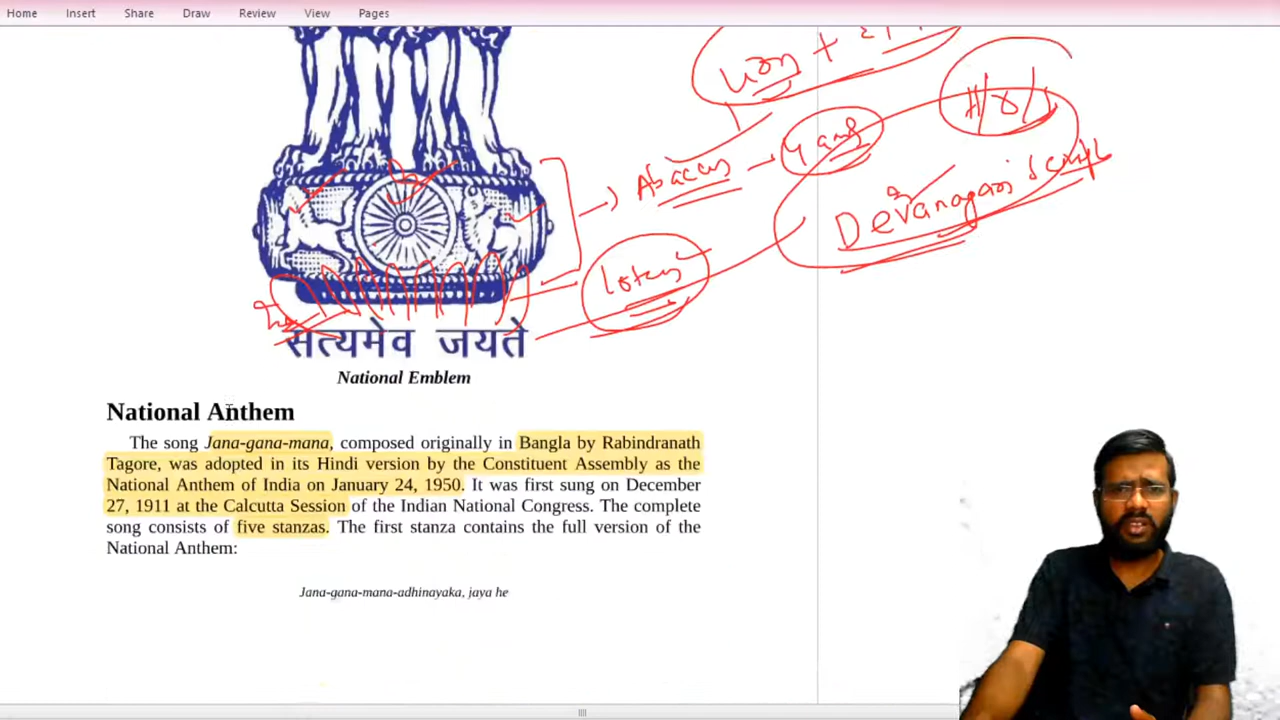 Home Insert Share Draw Review View Pages
Lion +
Abacus → 4 ani
H/B/
Devanagari Script
lotus
सत्यमेव जयते
National Emblem
National Anthem
The song Jana-gana-mana, composed originally in Bangla by Rabindranath
Tagore, was adopted in its Hindi version by the Constituent Assembly as the
National Anthem of India on January 24, 1950. It was first sung on December
27, 1911 at the Calcutta Session of the Indian National Congress. The complete
song consists of five stanzas. The first stanza contains the full version of the
National Anthem:
Jana-gana-mana-adhinayaka, jaya he